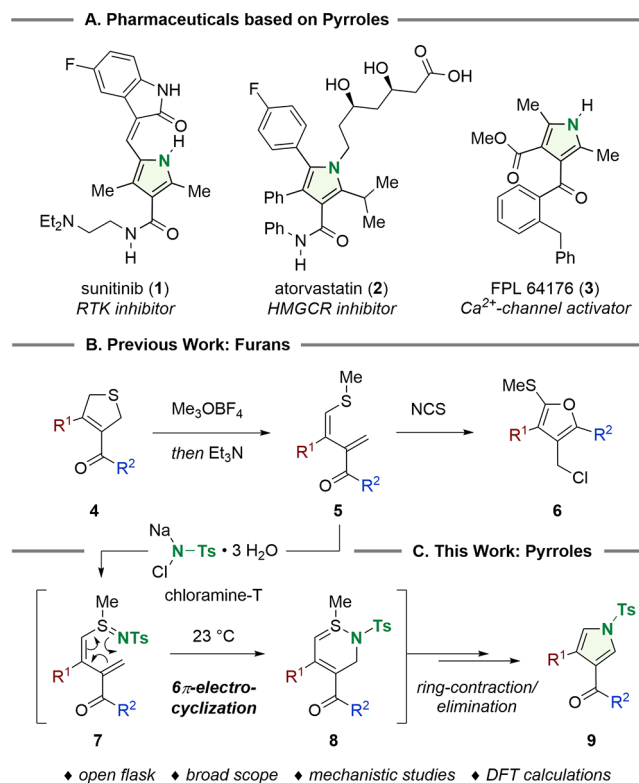 A. Pharmaceuticals based on Pyrroles
F
NH
O
H
N
Me
Me
Et2N
N
H
O
sunitinib (1)
RTK inhibitor
HO
HO
O
OH
F
N
Ph
Ph
N
H
O
atorvastatin (2)
HMGCR inhibitor
H
N
Me
Me
MeO
O
O
Ph
FPL 64176 (3)
Ca2+-channel activator
B. Previous Work: Furans
S
R1
O
R2
4
Me3OBF4
then Et3N
Me
S
R1
O
R2
5
NCS
MeS
O
R1
R2
Cl
6
Na
N
Cl
Ts • 3 H2O
chloramine-T
C. This Work: Pyrroles
Me
S
NTs
R1
O
R2
7
23 °C
6π-electro-
cyclization
Me
S
N
Ts
R1
O
R2
8
ring-contraction/
elimination
Ts
N
R1
O
R2
9
♦ open flask ♦ broad scope ♦ mechanistic studies ♦ DFT calculations